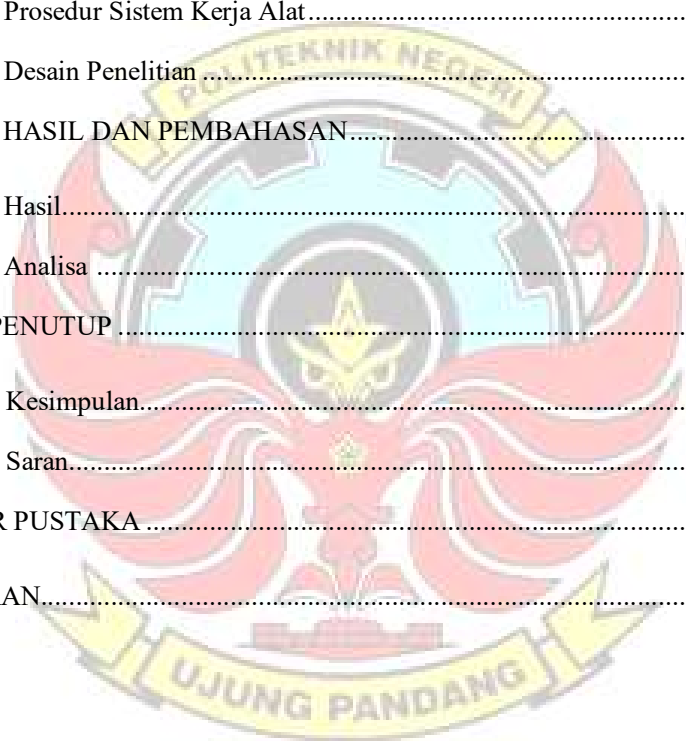 Prosedur Sistem Kerja Alat
POLITEKNIK NEGERI
Desain Penelitian
HASIL DAN PEMBAHASAN
Hasil
Analisa
PENUTUP
Kesimpulan
Saran
R PUSTAKA
AN
UJUNG PANDANG